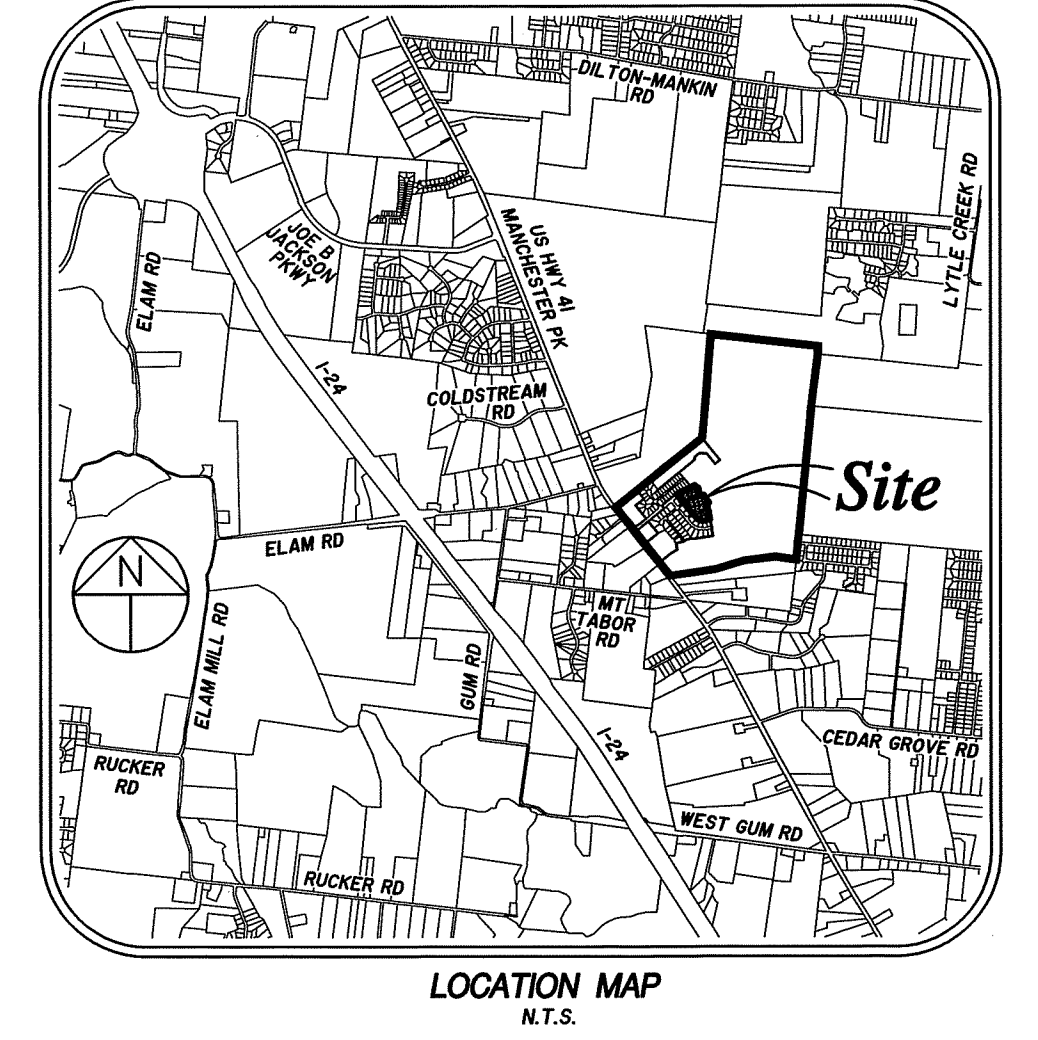 DILTON-MANKIN
RD
LYTLE CREEK RD
JOE B
JACKSON
PKWY
US HWY 41
MANCHESTER PK
ELAM RD
I-24
COLDSTREAM
RD
Site
ELAM RD
N
MT
TABOR
RD
ELAM MILL RD
GUM RD
I-24
CEDAR GROVE RD
RUCKER
RD
WEST GUM RD
RUCKER RD
LOCATION MAP
N.T.S.